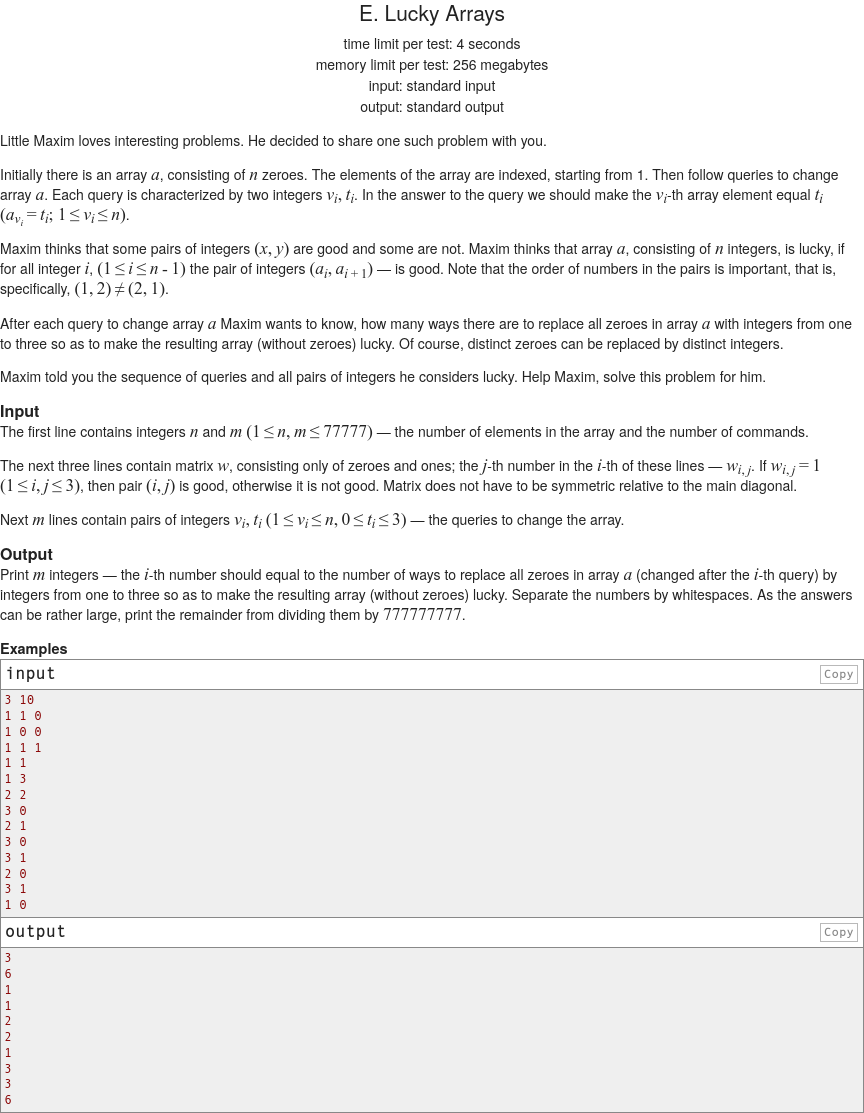 E. Lucky Arrays
time limit per test: 4 seconds
memory limit per test: 256 megabytes
input: standard input
output: standard output
Little Maxim loves interesting problems. He decided to share one such problem with you.
Initially there is an array a, consisting of n zeroes. The elements of the array are indexed, starting from 1. Then follow queries to change
array a. Each query is characterized by two integers v_i, t_i. In the answer to the query we should make the v_i-th array element equal t_i
(a_{v_i} = t_i; 1 ≤ v_i ≤ n).
Maxim thinks that some pairs of integers (x, y) are good and some are not. Maxim thinks that array a, consisting of n integers, is lucky, if
for all integer i, (1 ≤ i ≤ n - 1) the pair of integers (a_i, a_{i + 1}) — is good. Note that the order of numbers in the pairs is important, that is,
specifically, (1, 2) ≠ (2, 1).
After each query to change array a Maxim wants to know, how many ways there are to replace all zeroes in array a with integers from one
to three so as to make the resulting array (without zeroes) lucky. Of course, distinct zeroes can be replaced by distinct integers.
Maxim told you the sequence of queries and all pairs of integers he considers lucky. Help Maxim, solve this problem for him.
Input
The first line contains integers n and m (1 ≤ n, m ≤ 77777) — the number of elements in the array and the number of commands.
The next three lines contain matrix w, consisting only of zeroes and ones; the j-th number in the i-th of these lines — w_{i, j}. If w_{i, j} = 1
(1 ≤ i, j ≤ 3), then pair (i, j) is good, otherwise it is not good. Matrix does not have to be symmetric relative to the main diagonal.
Next m lines contain pairs of integers v_i, t_i (1 ≤ v_i ≤ n, 0 ≤ t_i ≤ 3) — the queries to change the array.
Output
Print m integers — the i-th number should equal to the number of ways to replace all zeroes in array a (changed after the i-th query) by
integers from one to three so as to make the resulting array (without zeroes) lucky. Separate the numbers by whitespaces. As the answers
can be rather large, print the remainder from dividing them by 777777777.
Examples
input Copy
3 10
1 1 0
1 0 0
1 1 1
1 1
1 3
2 2
3 0
2 1
3 0
3 1
2 0
3 1
1 0
output Copy
3
6
1
1
2
2
1
3
3
6